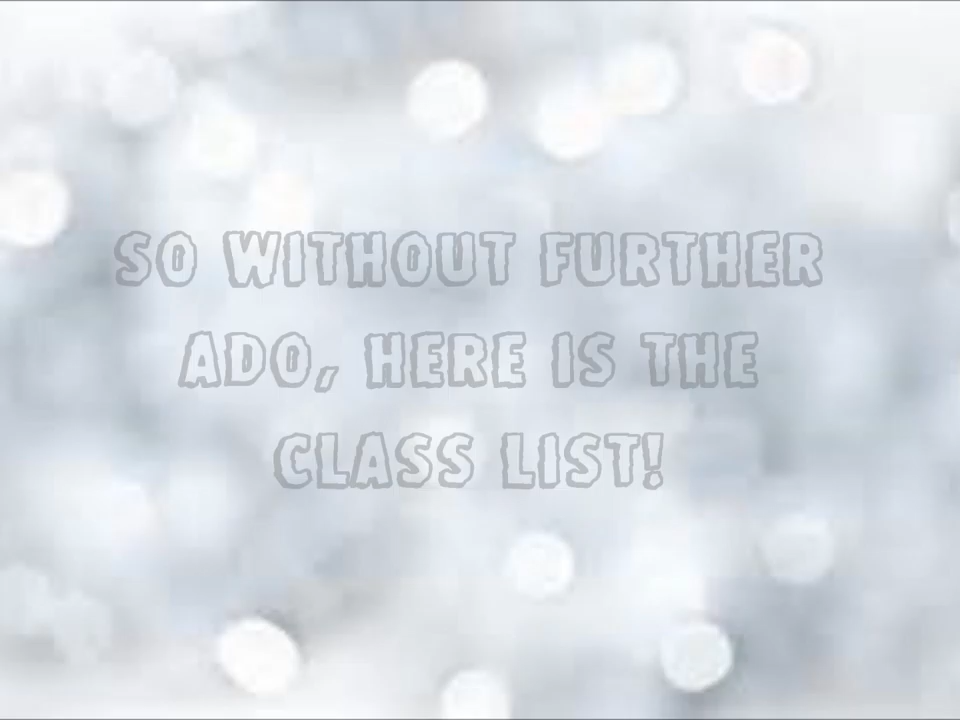 SO WITHOUT FURTHER
ADO, HERE IS THE
CLASS LIST!